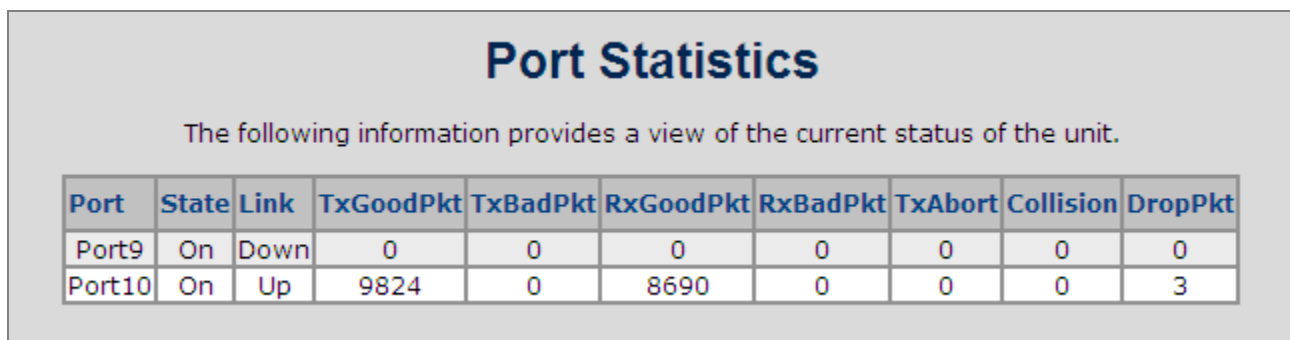 Port Statistics
The following information provides a view of the current status of the unit.
Port State Link TxGoodPkt TxBadPkt RxGoodPkt RxBadPkt TxAbort Collision DropPkt
Port9 On Down 0 0 0 0 0 0 0
Port10 On Up 9824 0 8690 0 0 0 3